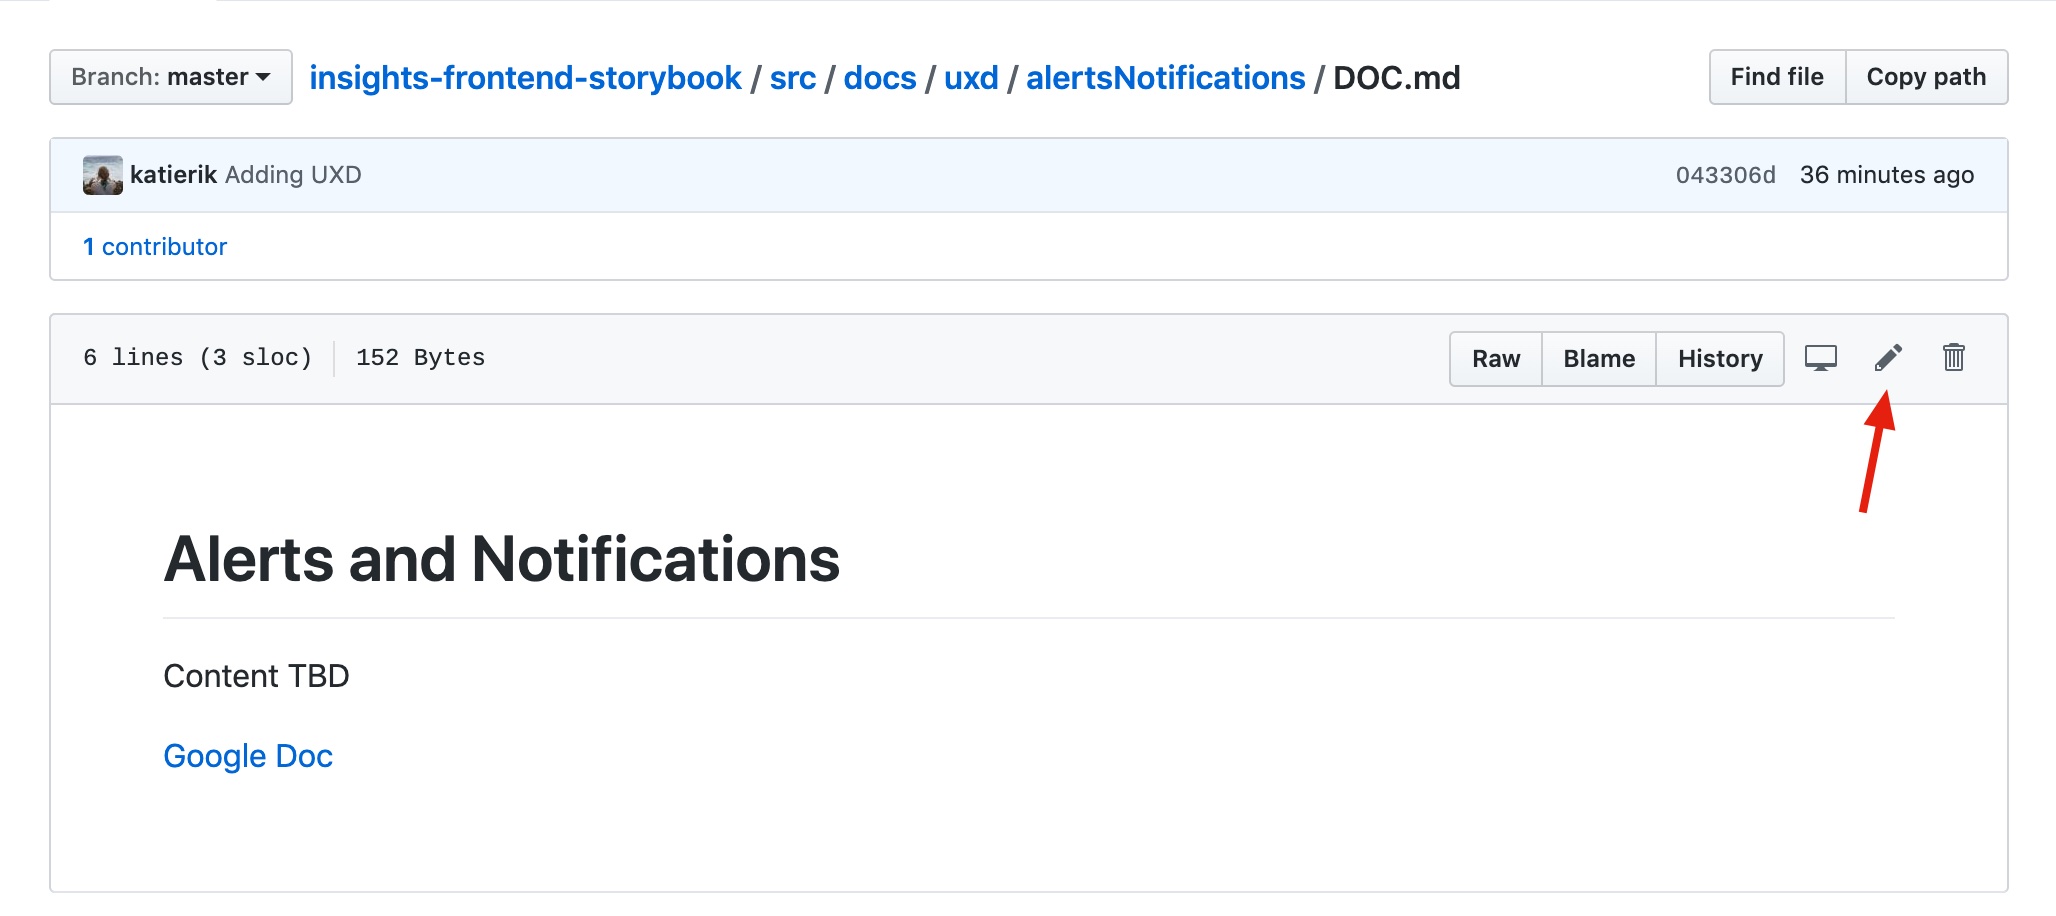 Branch: master insights-frontend-storybook / src / docs / uxd / alertsNotifications / DOC.md Find file Copy path
katierik Adding UXD 043306d 36 minutes ago
1 contributor
6 lines (3 sloc) 152 Bytes Raw Blame History
Alerts and Notifications
Content TBD
Google Doc